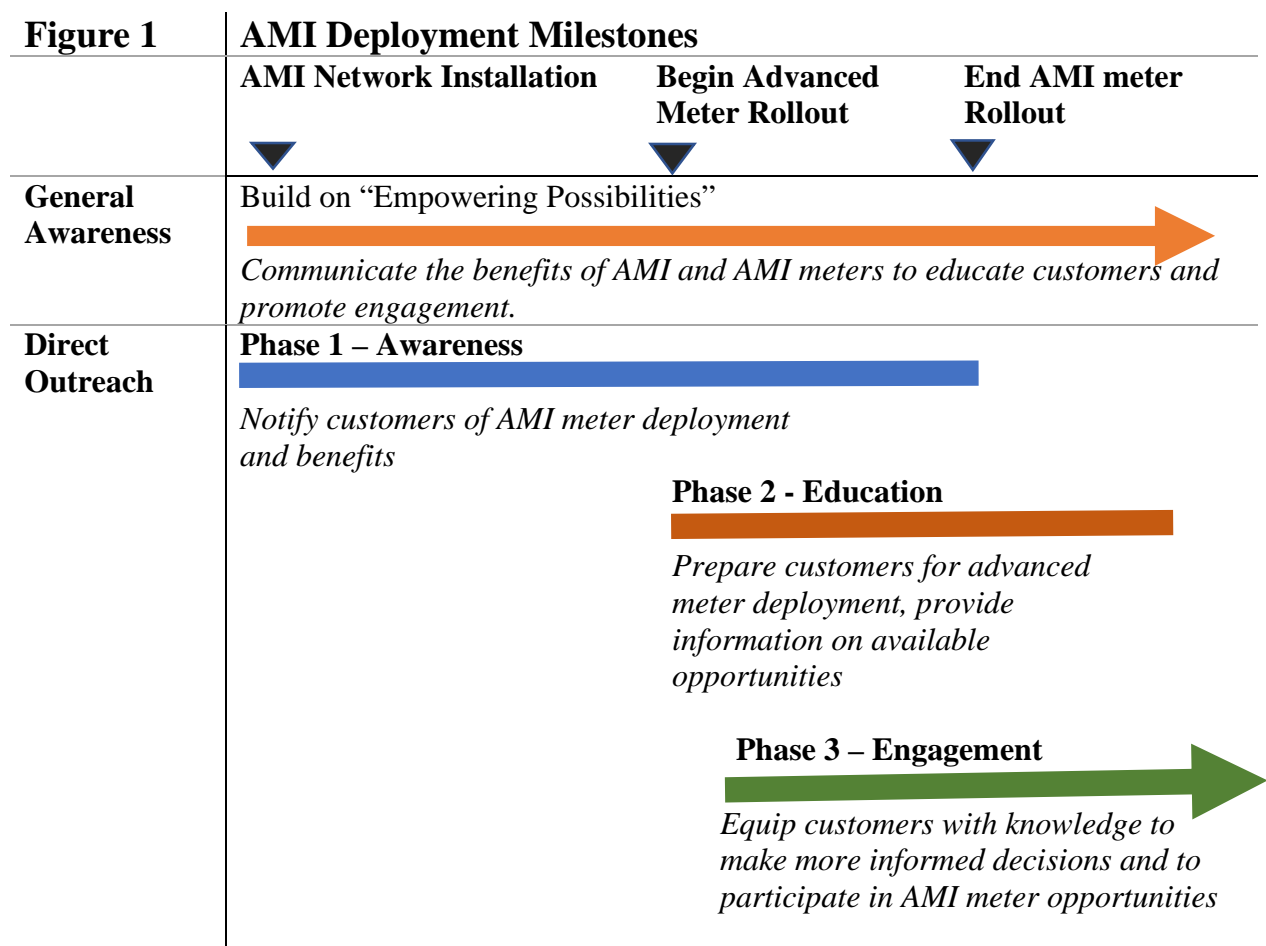 Figure 1
AMI Deployment Milestones
AMI Network Installation
Begin Advanced
Meter Rollout
End AMI meter
Rollout
General
Awareness
Build on “Empowering Possibilities”
Communicate the benefits of AMI and AMI meters to educate customers and
promote engagement.
Direct
Outreach
Phase 1 – Awareness
Notify customers of AMI meter deployment
and benefits
Phase 2 - Education
Prepare customers for advanced
meter deployment, provide
information on available
opportunities
Phase 3 – Engagement
Equip customers with knowledge to
make more informed decisions and to
participate in AMI meter opportunities